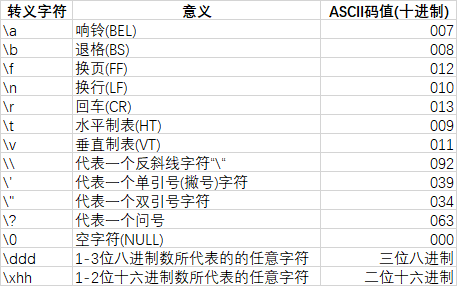 转义字符 意义 ASCII码值(十进制)
\a 响铃(BEL) 007
\b 退格(BS) 008
\f 换页(FF) 012
\n 换行(LF) 010
\r 回车(CR) 013
\t 水平制表(HT) 009
\v 垂直制表(VT) 011
\\ 代表一个反斜线字符“\“ 092
\' 代表一个单引号(撇号)字符 039
\" 代表一个双引号字符 034
\? 代表一个问号 063
\0 空字符(NULL) 000
\ddd 1-3位八进制数所代表的的任意字符 三位八进制
\xhh 1-2位十六进制数所代表的任意字符 二位十六进制